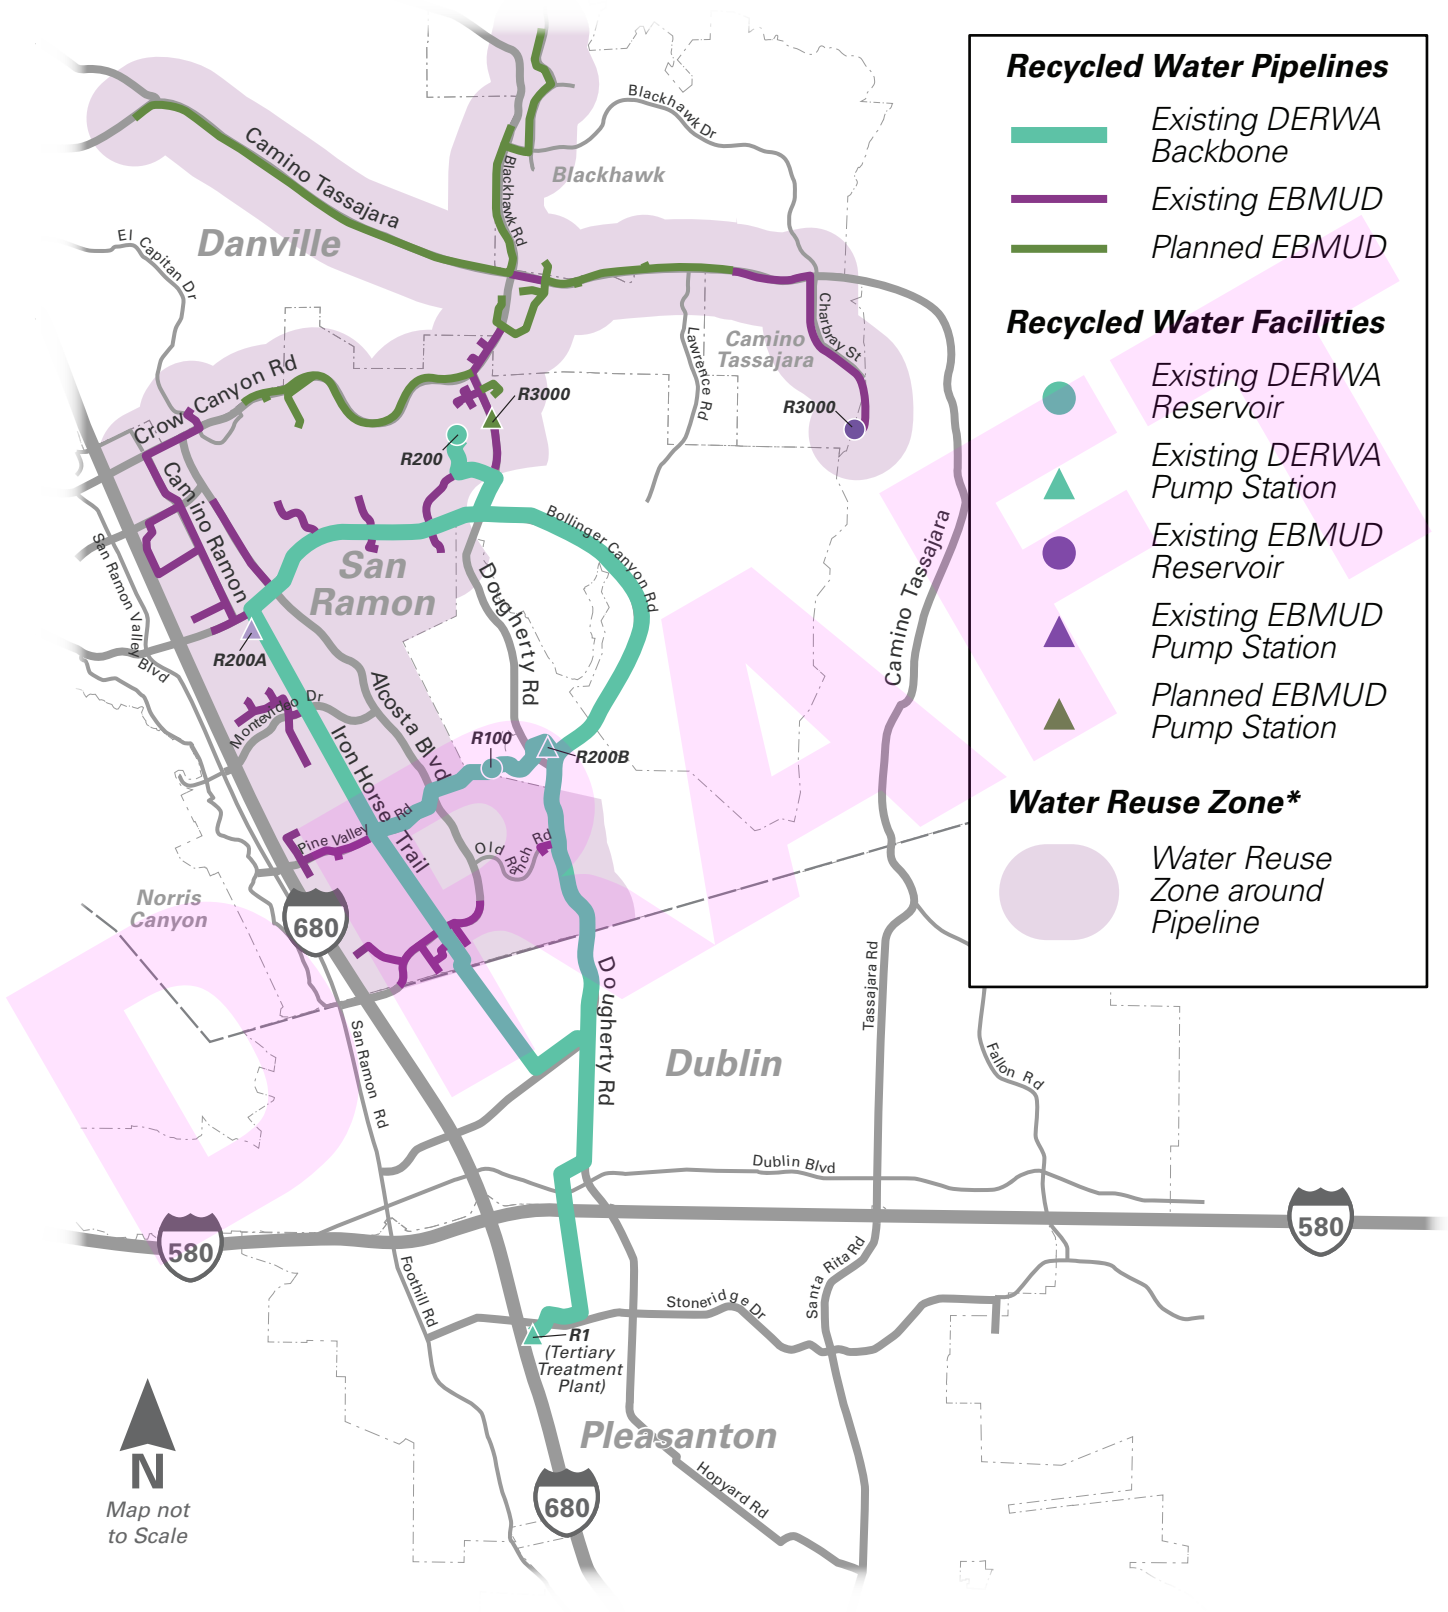 Recycled Water Pipelines
Existing DERWA
Backbone
Existing EBMUD
Planned EBMUD
Recycled Water Facilities
Existing DERWA
Reservoir
Existing DERWA
Pump Station
Existing EBMUD
Reservoir
Existing EBMUD
Pump Station
Planned EBMUD
Pump Station
Water Reuse Zone*
Water Reuse
Zone around
Pipeline
Blackhawk Dr
Blackhawk
Camino Tassajara
Blackhawk Rd
Danville
El Capitan Dr
Charbray St
Camino
Tassajara
Lawrence Rd
Crow Canyon Rd
R3000
R3000
R200
Camino Ramon
Bollinger Canyon Rd
San
Ramon
San Ramon Valley Blvd
Dougherty Rd
Camino Tassajara
R200A
Montevideo Dr
Alcosta Blvd
Iron Horse Trail
R100
R200B
Pine Valley Rd
Old Ranch Rd
Norris
Canyon
680
Tassajara Rd
Dougherty Rd
San Ramon Rd
Dublin
Fallon Rd
Dublin Blvd
580
580
Foothill Rd
Santa Rita Rd
Stoneridge Dr
R1
(Tertiary
Treatment
Plant)
Pleasanton
Hopyard Rd
680
N
Map not
to Scale
DRAFT